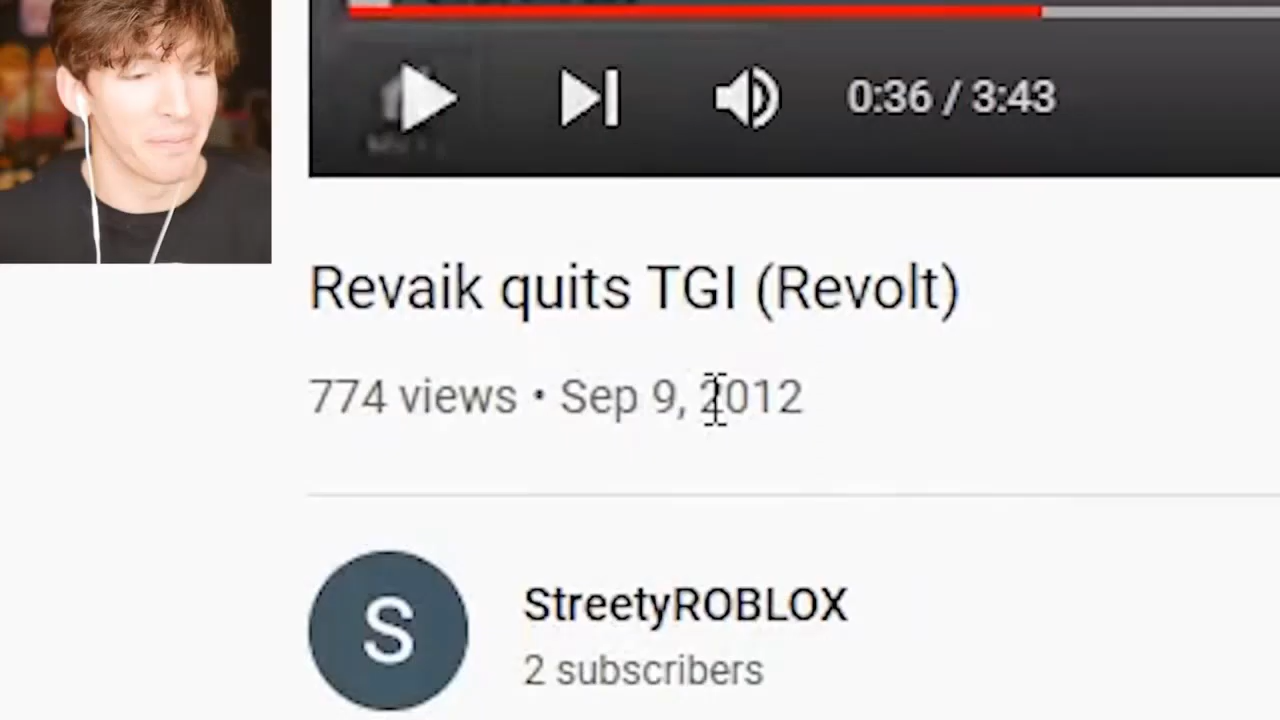 0:36 / 3:43
Revaik quits TGI (Revolt)
774 views • Sep 9, 2012
S
StreetyROBLOX
2 subscribers